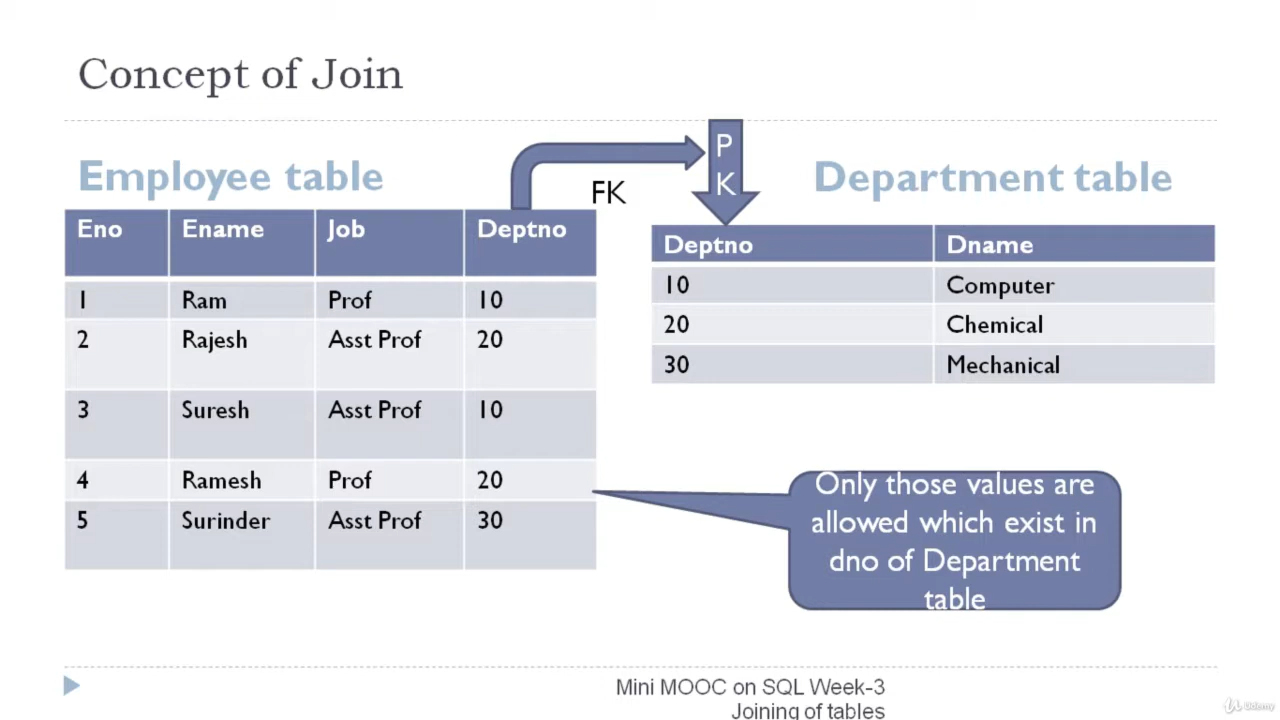 Concept of Join
Employee table
FK
P
K
Department table
Eno Ename Job Deptno
1 Ram Prof 10
2 Rajesh Asst Prof 20
3 Suresh Asst Prof 10
4 Ramesh Prof 20
5 Surinder Asst Prof 30
Deptno Dname
10 Computer
20 Chemical
30 Mechanical
Only those values are
allowed which exist in
dno of Department
table
Mini MOOC on SQL Week-3
Joining of tables
Udemy